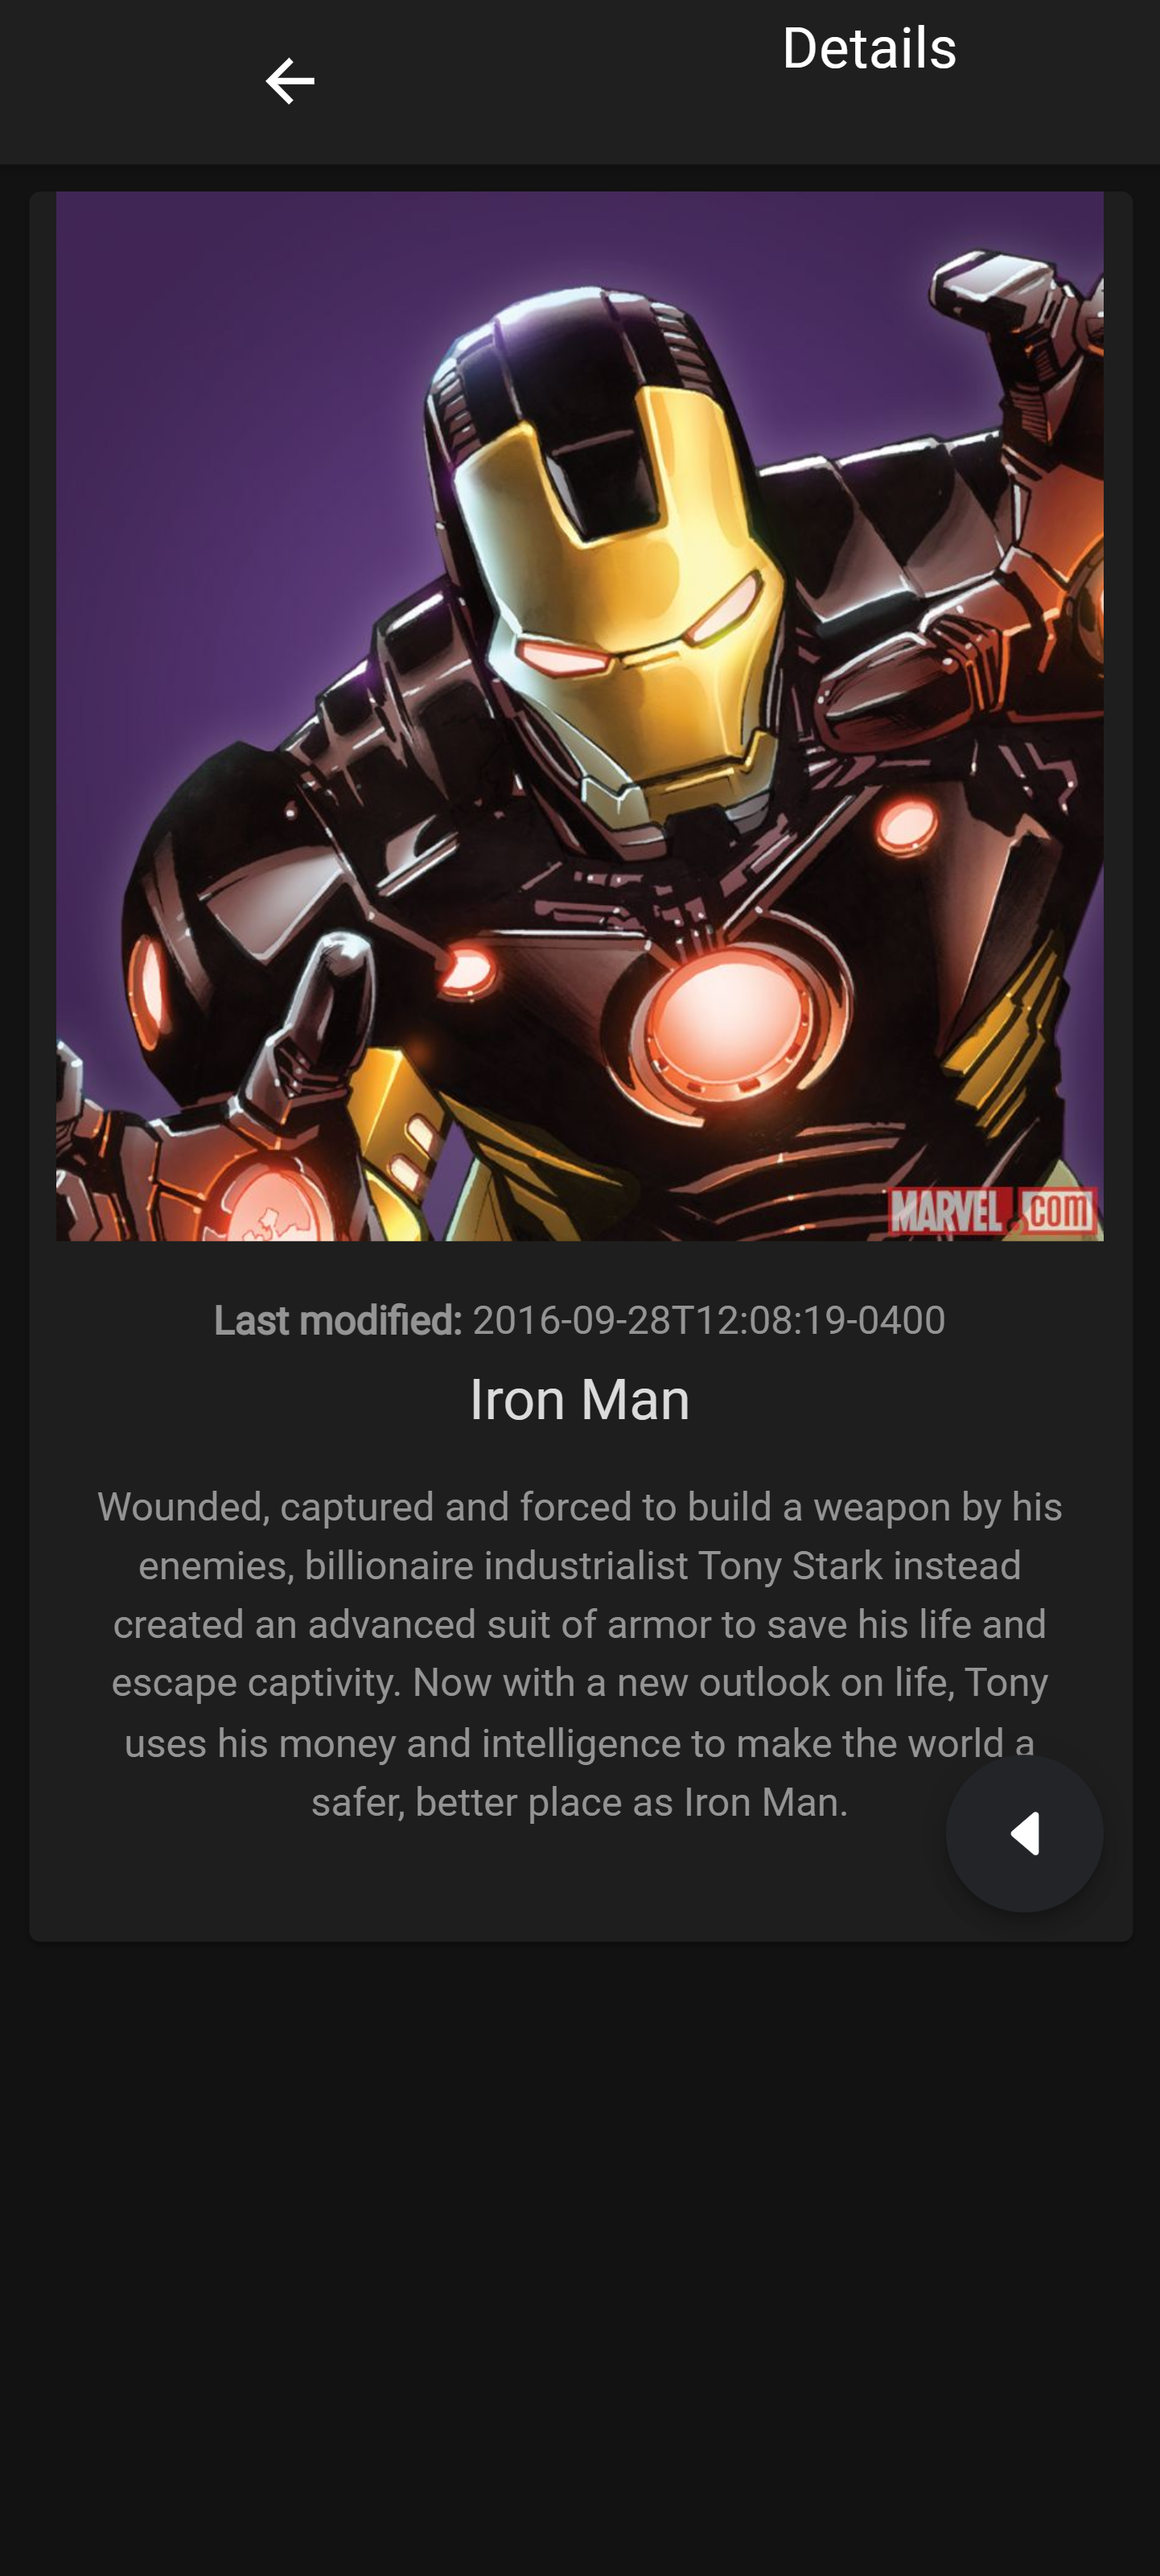 Details
MARVEL.COM
Last modified: 2016-09-28T12:08:19-0400
Iron Man
Wounded, captured and forced to build a weapon by his
enemies, billionaire industrialist Tony Stark instead
created an advanced suit of armor to save his life and
escape captivity. Now with a new outlook on life, Tony
uses his money and intelligence to make the world a
safer, better place as Iron Man.